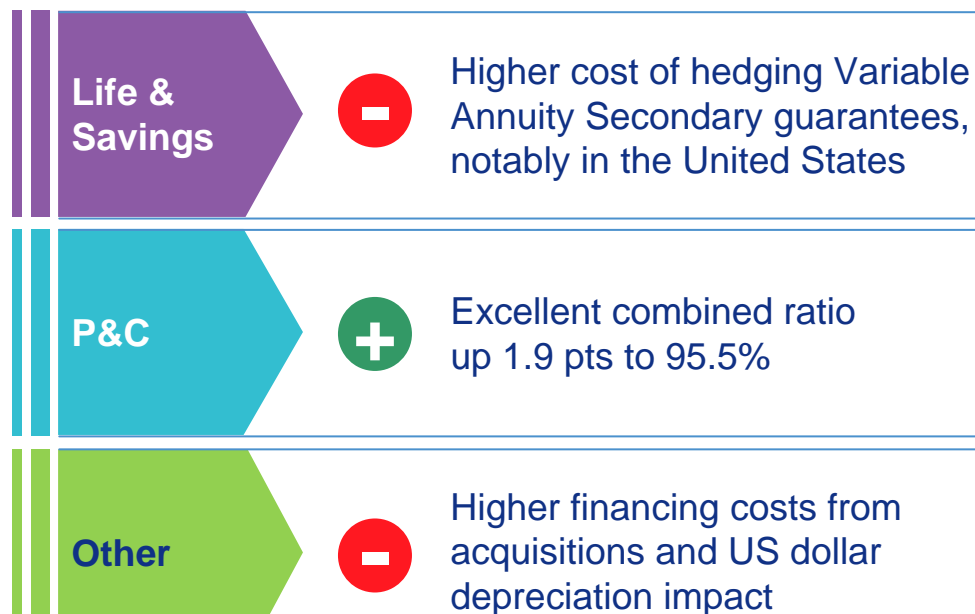 Life &
Savings
-
Higher cost of hedging Variable
Annuity Secondary guarantees,
notably in the United States
P&C
+
Excellent combined ratio
up 1.9 pts to 95.5%
Other
-
Higher financing costs from
acquisitions and US dollar
depreciation impact